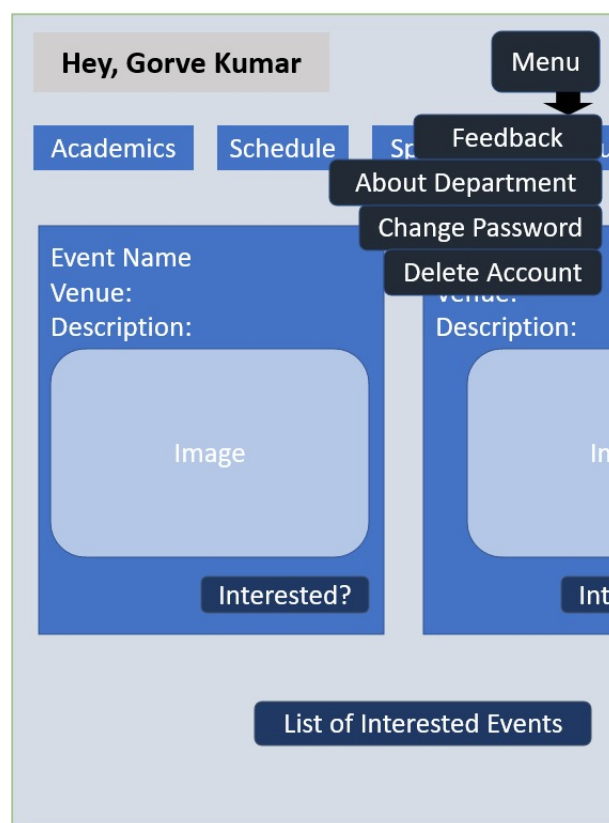 Hey, Gorve Kumar
Menu
Academics
Schedule
Feedback
About Department
Change Password
Delete Account
Event Name
Venue:
Description:
Image
Interested?
Venue:
Description:
List of Interested Events